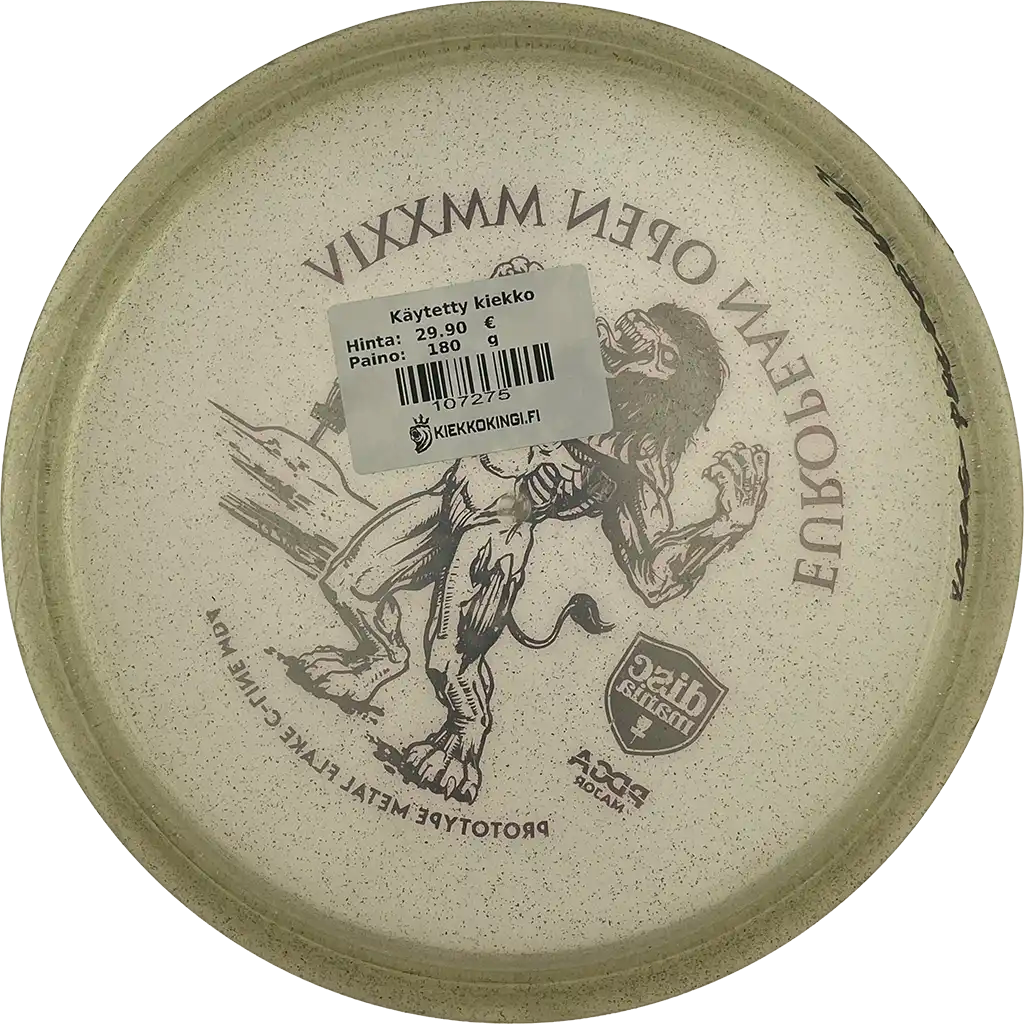 EUROPEAN OPEN MMXXIV
Käytetty kiekko
Hinta: 29.90 €
Paino: 180 g
107275
KIEKKOKINGI.FI
disc
mania
PDCA
MAJOR
PROTOTYPE METAL FLAKE C-LINE MD4